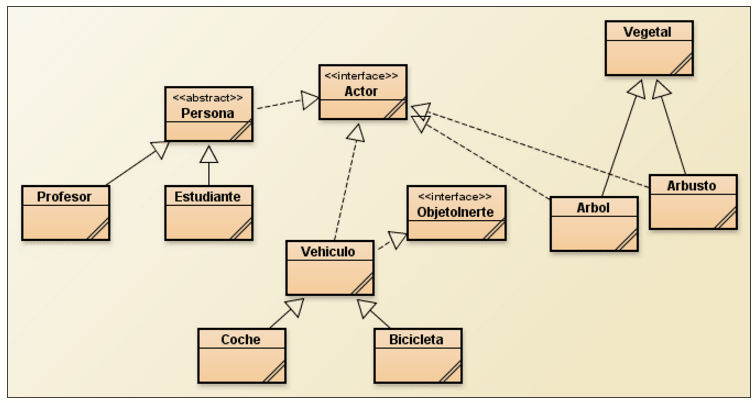 Vegetal
<<interface>>
Actor
<<abstract>>
Persona
Profesor
Estudiante
<<interface>>
ObjetoInerte
Arbol
Arbusto
Vehiculo
Coche
Bicicleta